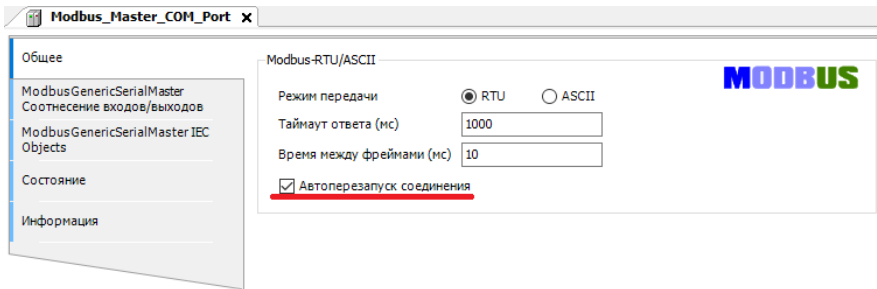 Modbus_Master_COM_Port x
Общее
ModbusGenericSerialMaster
Соотнесение входов/выходов
ModbusGenericSerialMaster IEC
Objects
Состояние
Информация
Modbus-RTU/ASCII
MODBUS
Режим передачи RTU ASCII
Таймаут ответа (мс) 1000
Время между фреймами (мс) 10
Автоперезапуск соединения